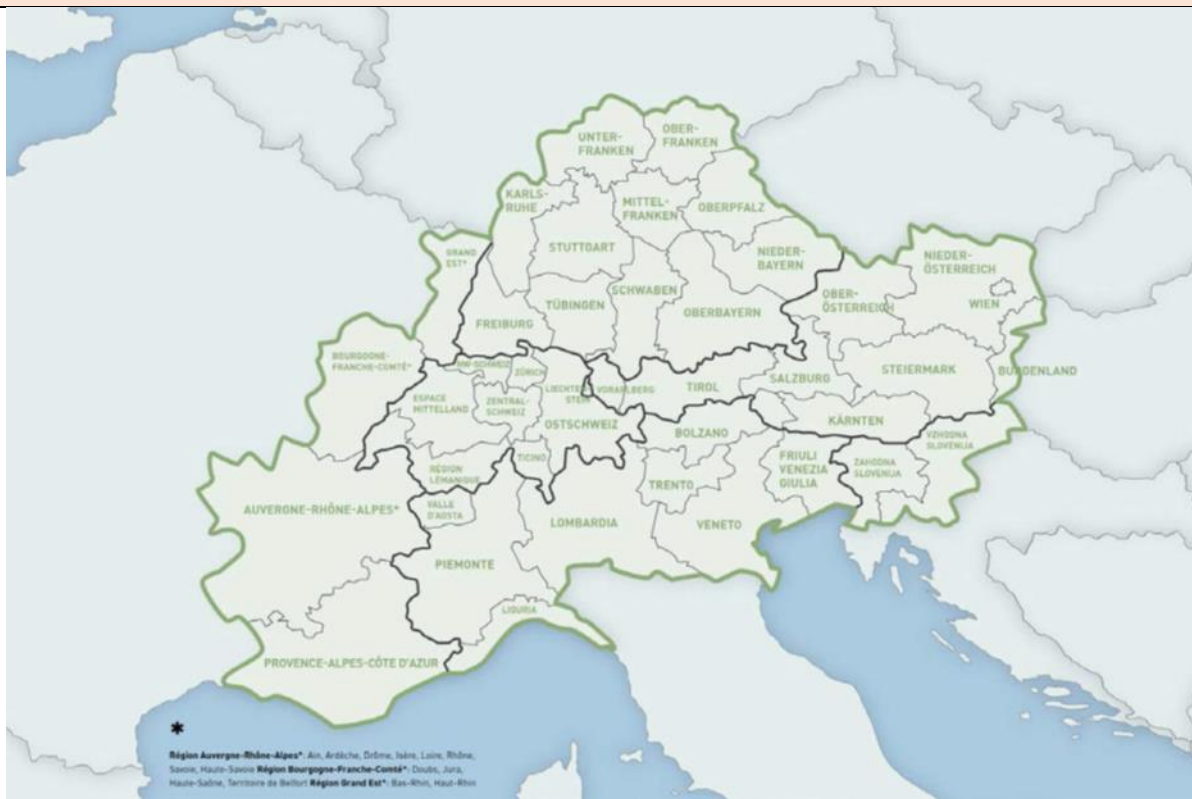 UNTER-
FRANKEN
OBER-
FRANKEN
KARLS-
RUHE
MITTEL-
FRANKEN
OBERPFALZ
STUTTGART
GRAND
EST*
NIEDER-
BAYERN
NIEDER-
ÖSTERREICH
SCHWABEN
OBER-
ÖSTERREICH
WIEN
TÜBINGEN
OBERBAYERN
FREIBURG
BOURGOGNE-
FRANCHE-COMTÉ*
NW-SCHWEIZ
ZÜRICH
LIECHTEN-
STEIN
VORARLBERG
TIROL
SALZBURG
STEIERMARK
BURGENLAND
ESPACE
MITTELLAND
ZENTRAL-
SCHWEIZ
OSTSCHWEIZ
BOLZANO
KÄRNTEN
VZHODNA
SLOVENIJA
TICINO
RÉGION
LÉMANIQUE
FRIULI
VENEZIA
GIULIA
ZAHODNA
SLOVENIJA
TRENTO
AUVERGNE-RHÔNE-ALPES*
VALLE
D'AOSTA
LOMBARDIA
VENETO
PIEMONTE
LIGURIA
PROVENCE-ALPES-CÔTE D'AZUR
*
Région Auvergne-Rhône-Alpes*: Ain, Ardèche, Drôme, Isère, Loire, Rhône,
Savoie, Haute-Savoie Région Bourgogne-Franche-Comté*: Doubs, Jura,
Haute-Saône, Territoire de Belfort Région Grand Est*: Bas-Rhin, Haut-Rhin